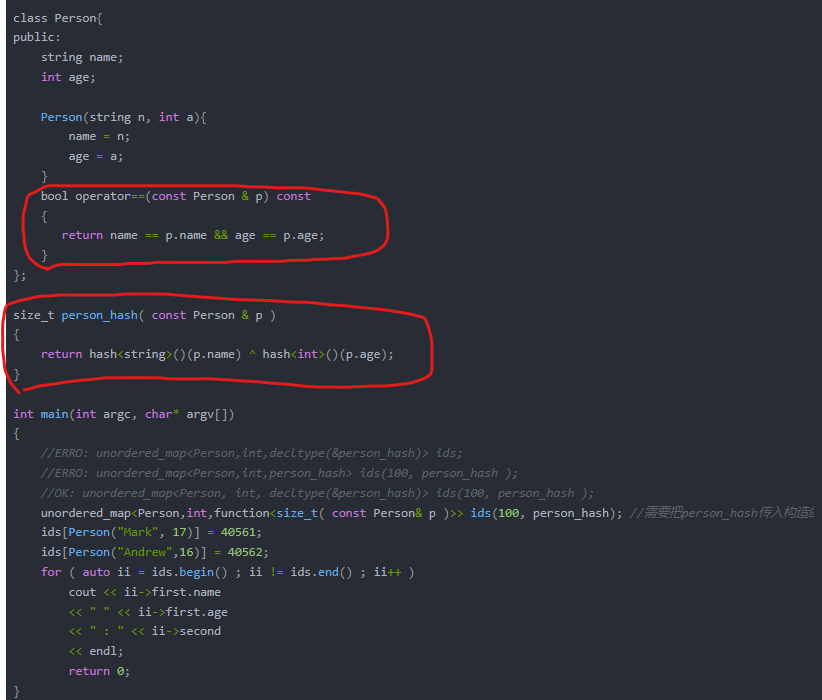 class Person{
public:
    string name;
    int age;

    Person(string n, int a){
        name = n;
        age = a;
    }
    bool operator==(const Person & p) const
    {
       return name == p.name && age == p.age;
    }
};

size_t person_hash( const Person & p )
{
    return hash<string>()(p.name) ^ hash<int>()(p.age);
}

int main(int argc, char* argv[])
{
    //ERRO: unordered_map<Person,int,decltype(&person_hash)> ids;
    //ERRO: unordered_map<Person,int,person_hash> ids(100, person_hash );
    //OK: unordered_map<Person, int, decltype(&person_hash)> ids(100, person_hash );
    unordered_map<Person,int,function<size_t( const Person& p )>> ids(100, person_hash); //需要把person_hash传入构造
    ids[Person("Mark", 17)] = 40561;
    ids[Person("Andrew",16)] = 40562;
    for ( auto ii = ids.begin() ; ii != ids.end() ; ii++ )
        cout << ii->first.name
        << " " << ii->first.age
        << " : " << ii->second
        << endl;
        return 0;
}